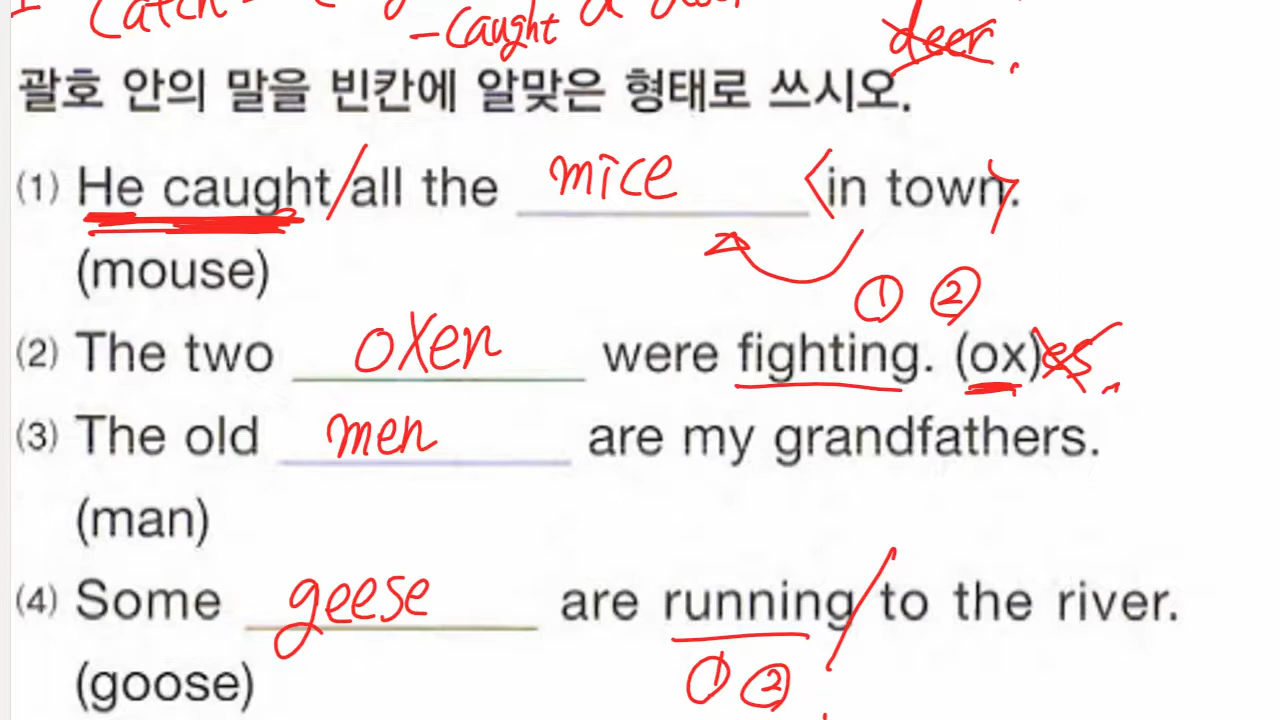 catch
- caught a
deer.
괄호 안의 말을 빈칸에 알맞은 형태로 쓰시오.
(1) He caught / all the mice <in town>.
(mouse)
① ②
(2) The two oxen were fighting. (ox)es.
(3) The old men are my grandfathers.
(man)
(4) Some geese are running / to the river.
(goose)
① ②